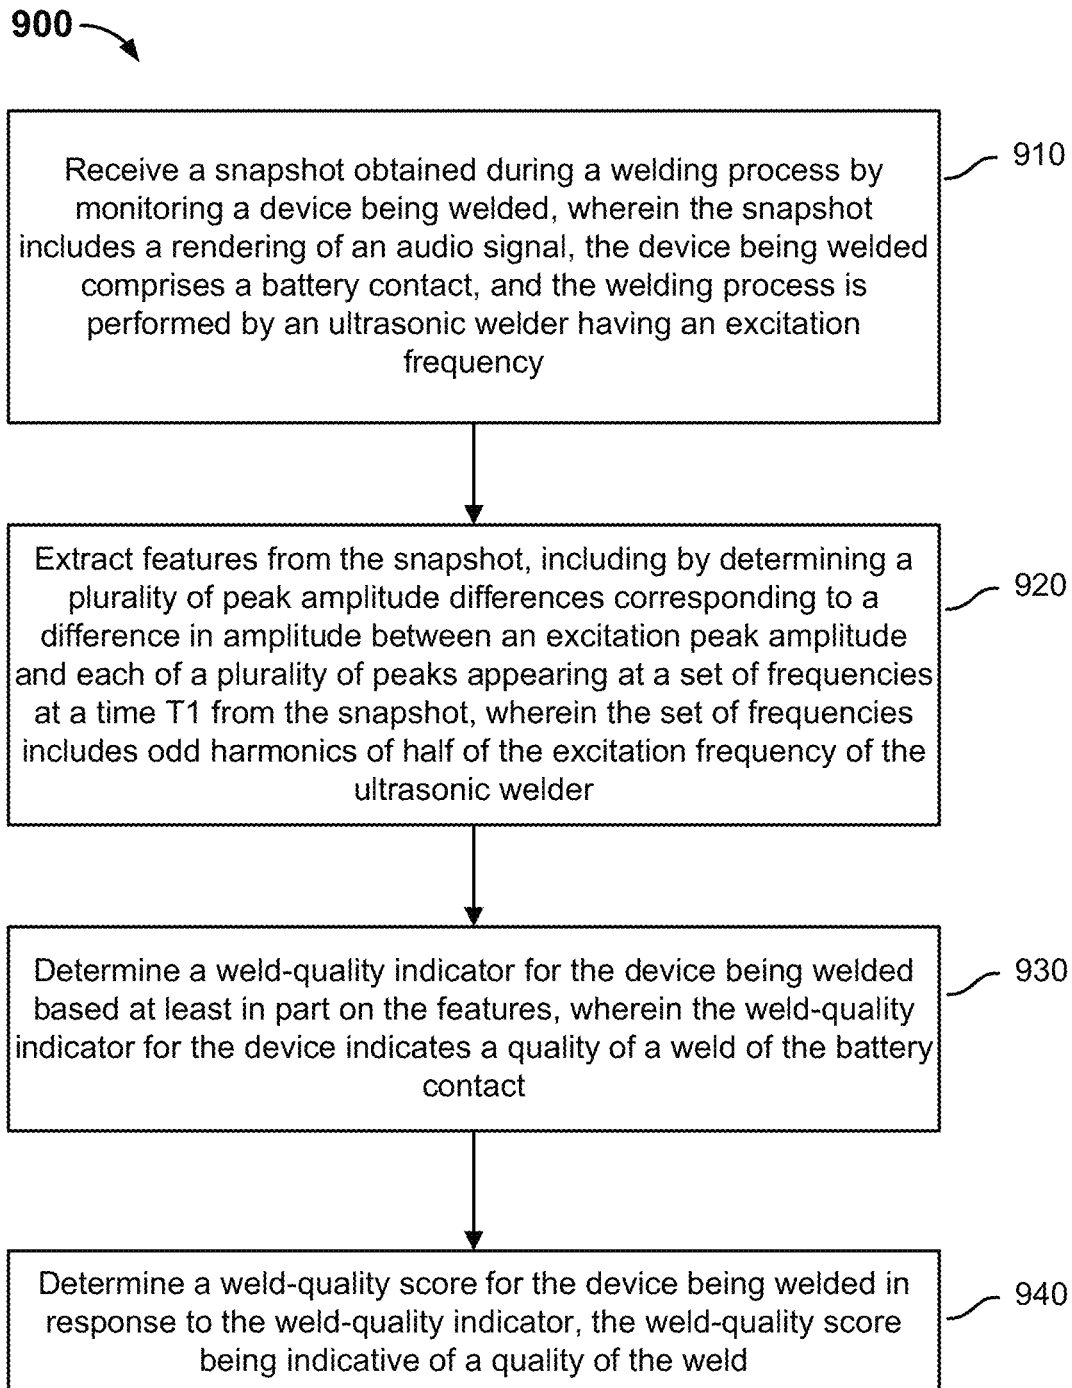 900
Receive a snapshot obtained during a welding process by
monitoring a device being welded, wherein the snapshot
includes a rendering of an audio signal, the device being welded
comprises a battery contact, and the welding process is
performed by an ultrasonic welder having an excitation
frequency
910
Extract features from the snapshot, including by determining a
plurality of peak amplitude differences corresponding to a
difference in amplitude between an excitation peak amplitude
and each of a plurality of peaks appearing at a set of frequencies
at a time T1 from the snapshot, wherein the set of frequencies
includes odd harmonics of half of the excitation frequency of the
ultrasonic welder
920
Determine a weld-quality indicator for the device being welded
based at least in part on the features, wherein the weld-quality
indicator for the device indicates a quality of a weld of the battery
contact
930
Determine a weld-quality score for the device being welded in
response to the weld-quality indicator, the weld-quality score
being indicative of a quality of the weld
940